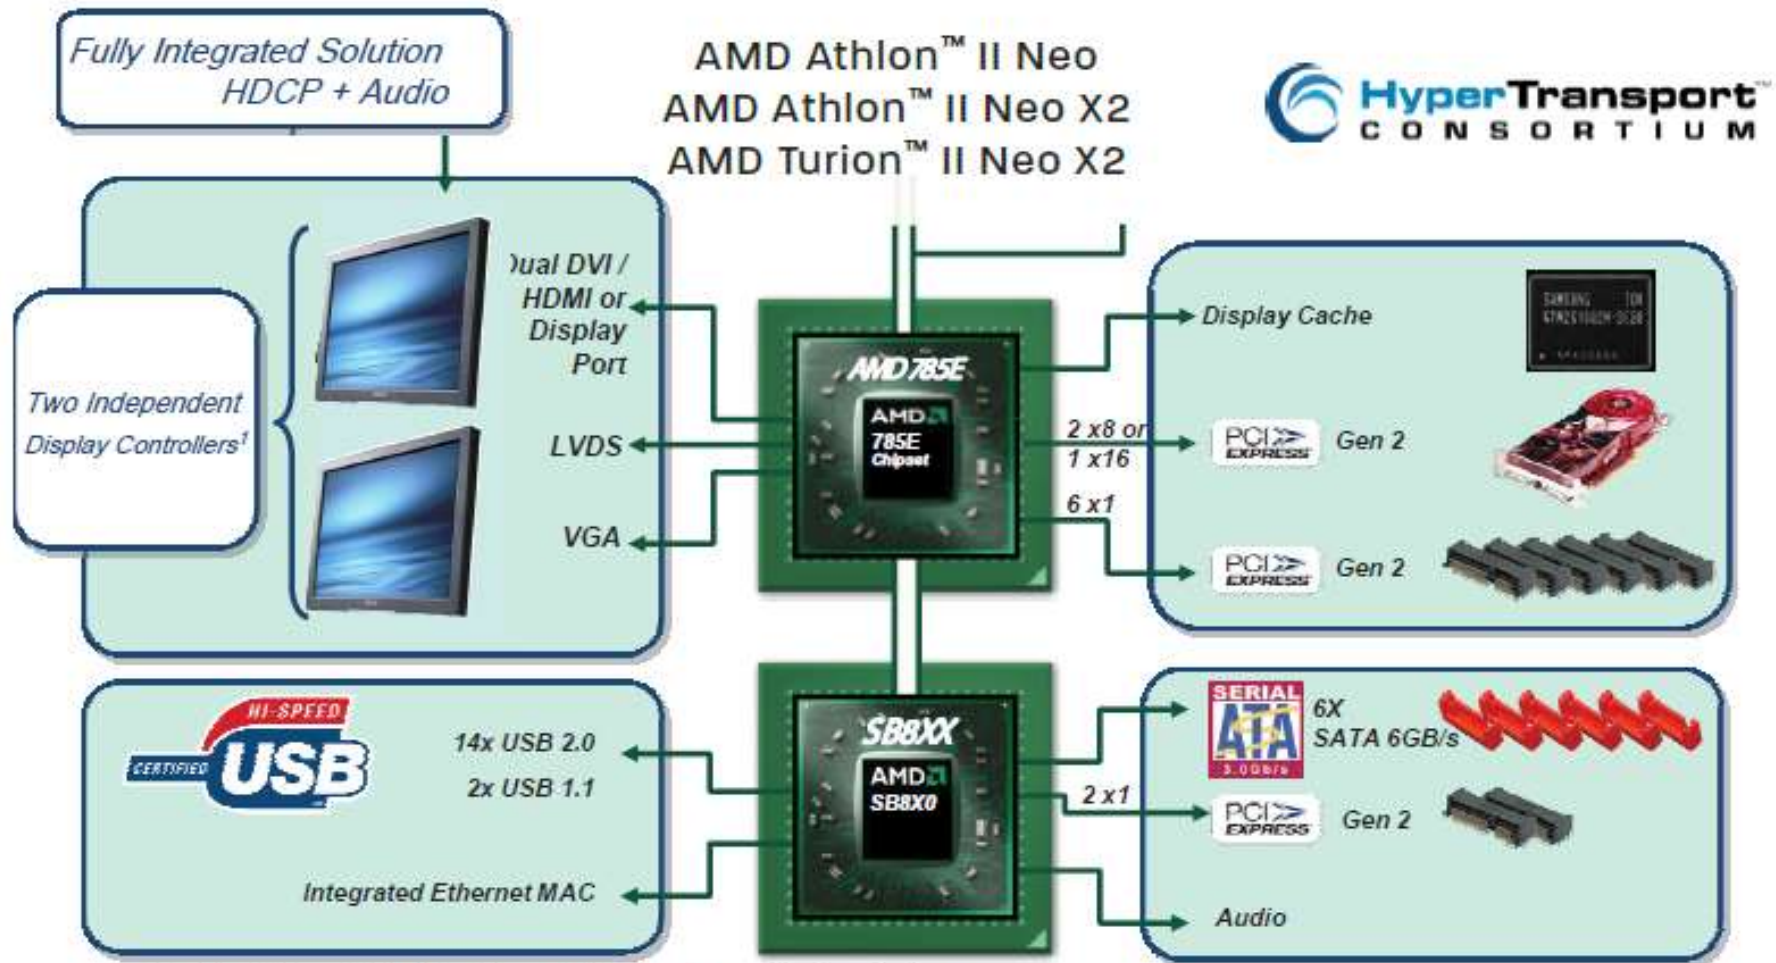 Fully Integrated Solution
HDCP + Audio
AMD Athlon™ II Neo
AMD Athlon™ II Neo X2
AMD Turion™ II Neo X2
HyperTransport™
CONSORTIUM
Two Independent
Display Controllers¹
Dual DVI /
HDMI or
Display
Port
LVDS
VGA
AMD 785E
AMD
785E
Chipset
Display Cache
SAMSUNG
2 x8 or
1 x16
PCI
EXPRESS
Gen 2
6 x1
PCI
EXPRESS
Gen 2
HI-SPEED
CERTIFIED
USB
14x USB 2.0
2x USB 1.1
Integrated Ethernet MAC
SB8XX
AMD
SB8X0
SERIAL
ATA
3.0Gb/s
6X
SATA 6GB/s
2 x1
PCI
EXPRESS
Gen 2
Audio